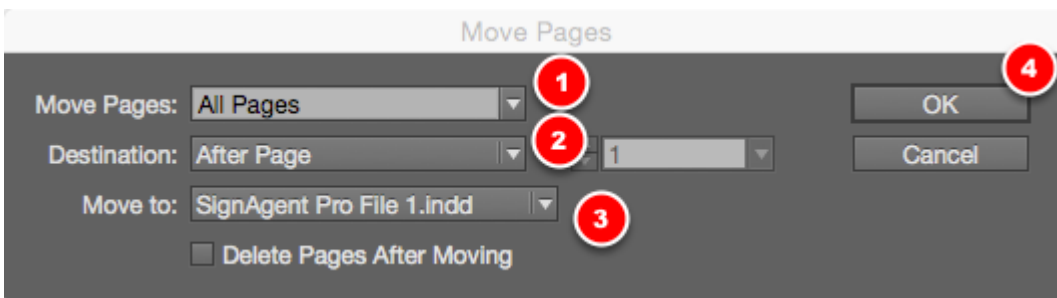 Move Pages
Move Pages: All Pages 1 OK 4
Destination: After Page 2 1 Cancel
Move to: SignAgent Pro File 1.indd 3
Delete Pages After Moving